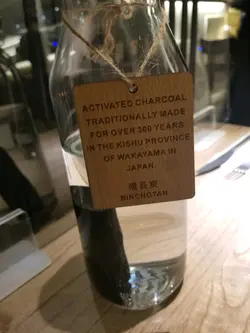 ACTIVATED CHARCOAL
TRADITIONALLY MADE
FOR OVER 300 YEARS
IN THE KISHU PROVINCE
OF WAKAYAMA IN
JAPAN.
備長炭
BINCHOTAN